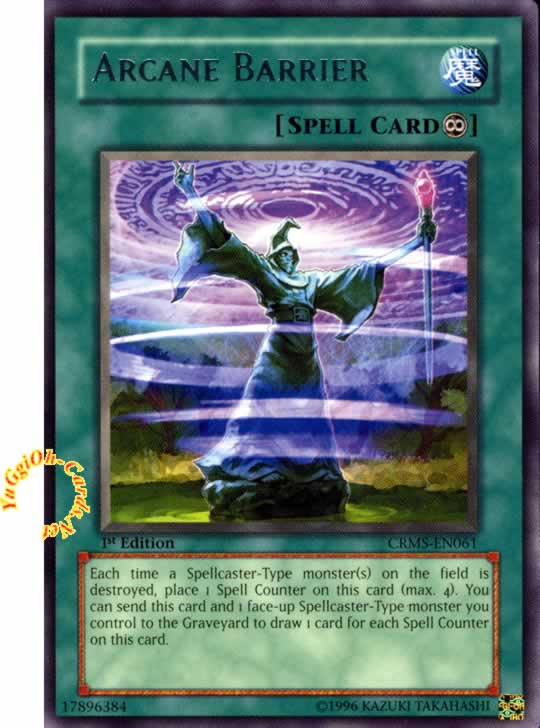 ARCANE BARRIER
魔
[SPELL CARD]
YuGgiOh-Cards.Net
1st Edition
CRMS-EN061
Each time a Spellcaster-Type monster(s) on the field is
destroyed, place 1 Spell Counter on this card (max. 4). You
can send this card and 1 face-up Spellcaster-Type monster you
control to the Graveyard to draw 1 card for each Spell Counter
on this card.
17896384
©1996 KAZUKI TAKAHASHI